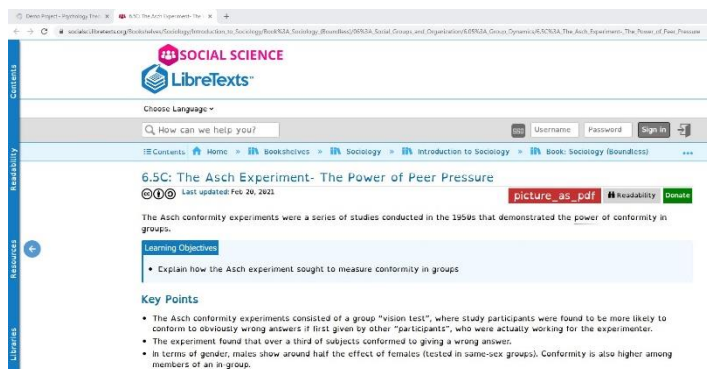 Demo Project - Psychology Thes
6.5C: The Asch Experiment- The
SOCIAL SCIENCE
LibreTexts™
Choose Language
How can we help you?
Username
Password
Sign in
Contents
Home » Bookshelves » Sociology » Introduction to Sociology » Book: Sociology (Boundless)
6.5C: The Asch Experiment- The Power of Peer Pressure
Last updated: Feb 20, 2021
picture_as_pdf
Readability
Donate
The Asch conformity experiments were a series of studies conducted in the 1950s that demonstrated the power of conformity in
groups.
Learning Objectives
• Explain how the Asch experiment sought to measure conformity in groups
Key Points
• The Asch conformity experiments consisted of a group “vision test”, where study participants were found to be more likely to
conform to obviously wrong answers if first given by other “participants”, who were actually working for the experimenter.
• The experiment found that over a third of subjects conformed to giving a wrong answer.
• In terms of gender, males show around half the effect of females (tested in same-sex groups). Conformity is also higher among
members of an in-group.
Contents
Readability
Resources
Libraries